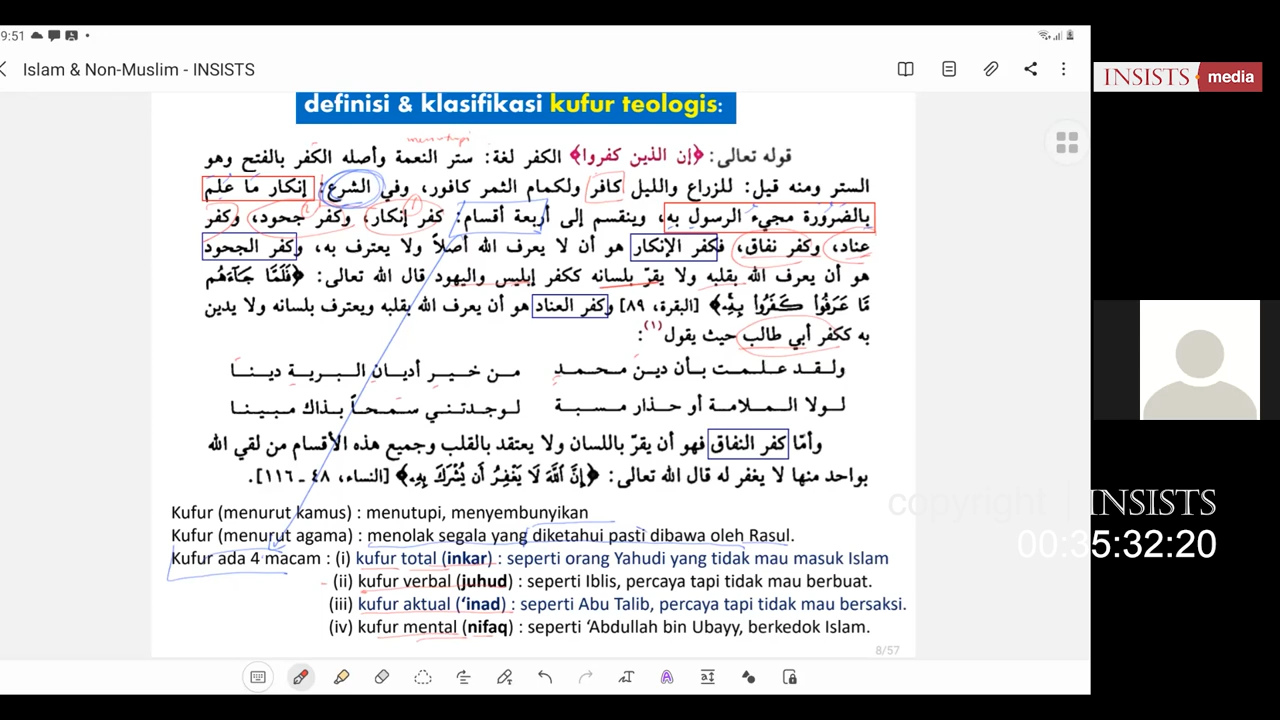 9:51
Islam & Non-Muslim - INSISTS
INSISTS media
definisi & klasifikasi kufur teologis:
menutupi
قوله تعالى: ﴿إن الذين كفروا﴾ الكفر لغة: ستر النعمة وأصله الكَفر بالفتح وهو
الستر ومنه قيل: للزراع والليل كافر ولكمام الثمر كافور، وفي الشرع: إنكار ما علم
بالضرورة مجيء الرسول به، وينقسم إلى أربعة أقسام: كفر إنكار، وكفر جحود، وكفر
عناد، وكفر نفاق، فكفر الإنكار هو أن لا يعرف الله أصلاً ولا يعترف به، وكفر الجحود
هو أن يعرف الله بقلبه ولا يقرّ بلسانه ككفر إبليس واليهود قال الله تعالى: ﴿فَلَمَّا جَآءَهُم
مَّا عَرَفُواْ كَفَرُواْ بِهِۦ﴾ [البقرة، ٨٩] وكفر العناد هو أن يعرف الله بقلبه ويعترف بلسانه ولا يدين
به ككفر أبي طالب حيث يقول(١):
ولقد علمت بأن دين محمد من خير أديان البرية دينا
لولا الملامة أو حذار مسبة لوجدتني سمحاً بذاك مبينا
وأمّا كفر النفاق فهو أن يقرّ باللسان ولا يعتقد بالقلب وجميع هذه الأقسام من لقي الله
بواحد منها لا يغفر له قال الله تعالى: ﴿إِنَّ ٱللَّهَ لَا يَغْفِرُ أَن يُشْرَكَ بِهِۦ﴾ [النساء، ٤٨ ـ ١١٦].
Kufur (menurut kamus) : menutupi, menyembunyikan
Kufur (menurut agama) : menolak segala yang diketahui pasti dibawa oleh Rasul.
Kufur ada 4 macam : (i) kufur total (inkar) : seperti orang Yahudi yang tidak mau masuk Islam
(ii) kufur verbal (juhud) : seperti Iblis, percaya tapi tidak mau berbuat.
(iii) kufur aktual ('inad) : seperti Abu Talib, percaya tapi tidak mau bersaksi.
(iv) kufur mental (nifaq) : seperti 'Abdullah bin Ubayy, berkedok Islam.
8/57
copyright | INSISTS
00:35:32:20